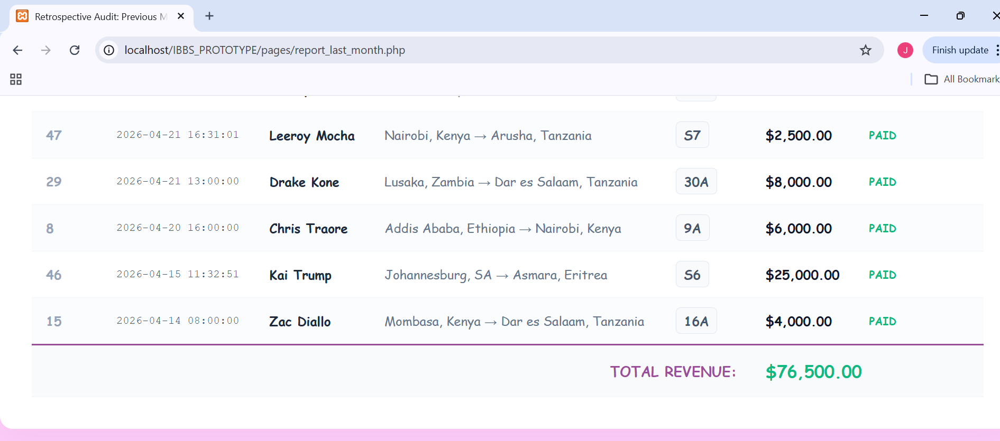 Retrospective Audit: Previous M
localhost/IBBS_PROTOTYPE/pages/report_last_month.php
J
Finish update
All Bookmark
47 2026-04-21 16:31:01 Leeroy Mocha Nairobi, Kenya → Arusha, Tanzania S7 $2,500.00 PAID
29 2026-04-21 13:00:00 Drake Kone Lusaka, Zambia → Dar es Salaam, Tanzania 30A $8,000.00 PAID
8 2026-04-20 16:00:00 Chris Traore Addis Ababa, Ethiopia → Nairobi, Kenya 9A $6,000.00 PAID
46 2026-04-15 11:32:51 Kai Trump Johannesburg, SA → Asmara, Eritrea S6 $25,000.00 PAID
15 2026-04-14 08:00:00 Zac Diallo Mombasa, Kenya → Dar es Salaam, Tanzania 16A $4,000.00 PAID
TOTAL REVENUE: $76,500.00